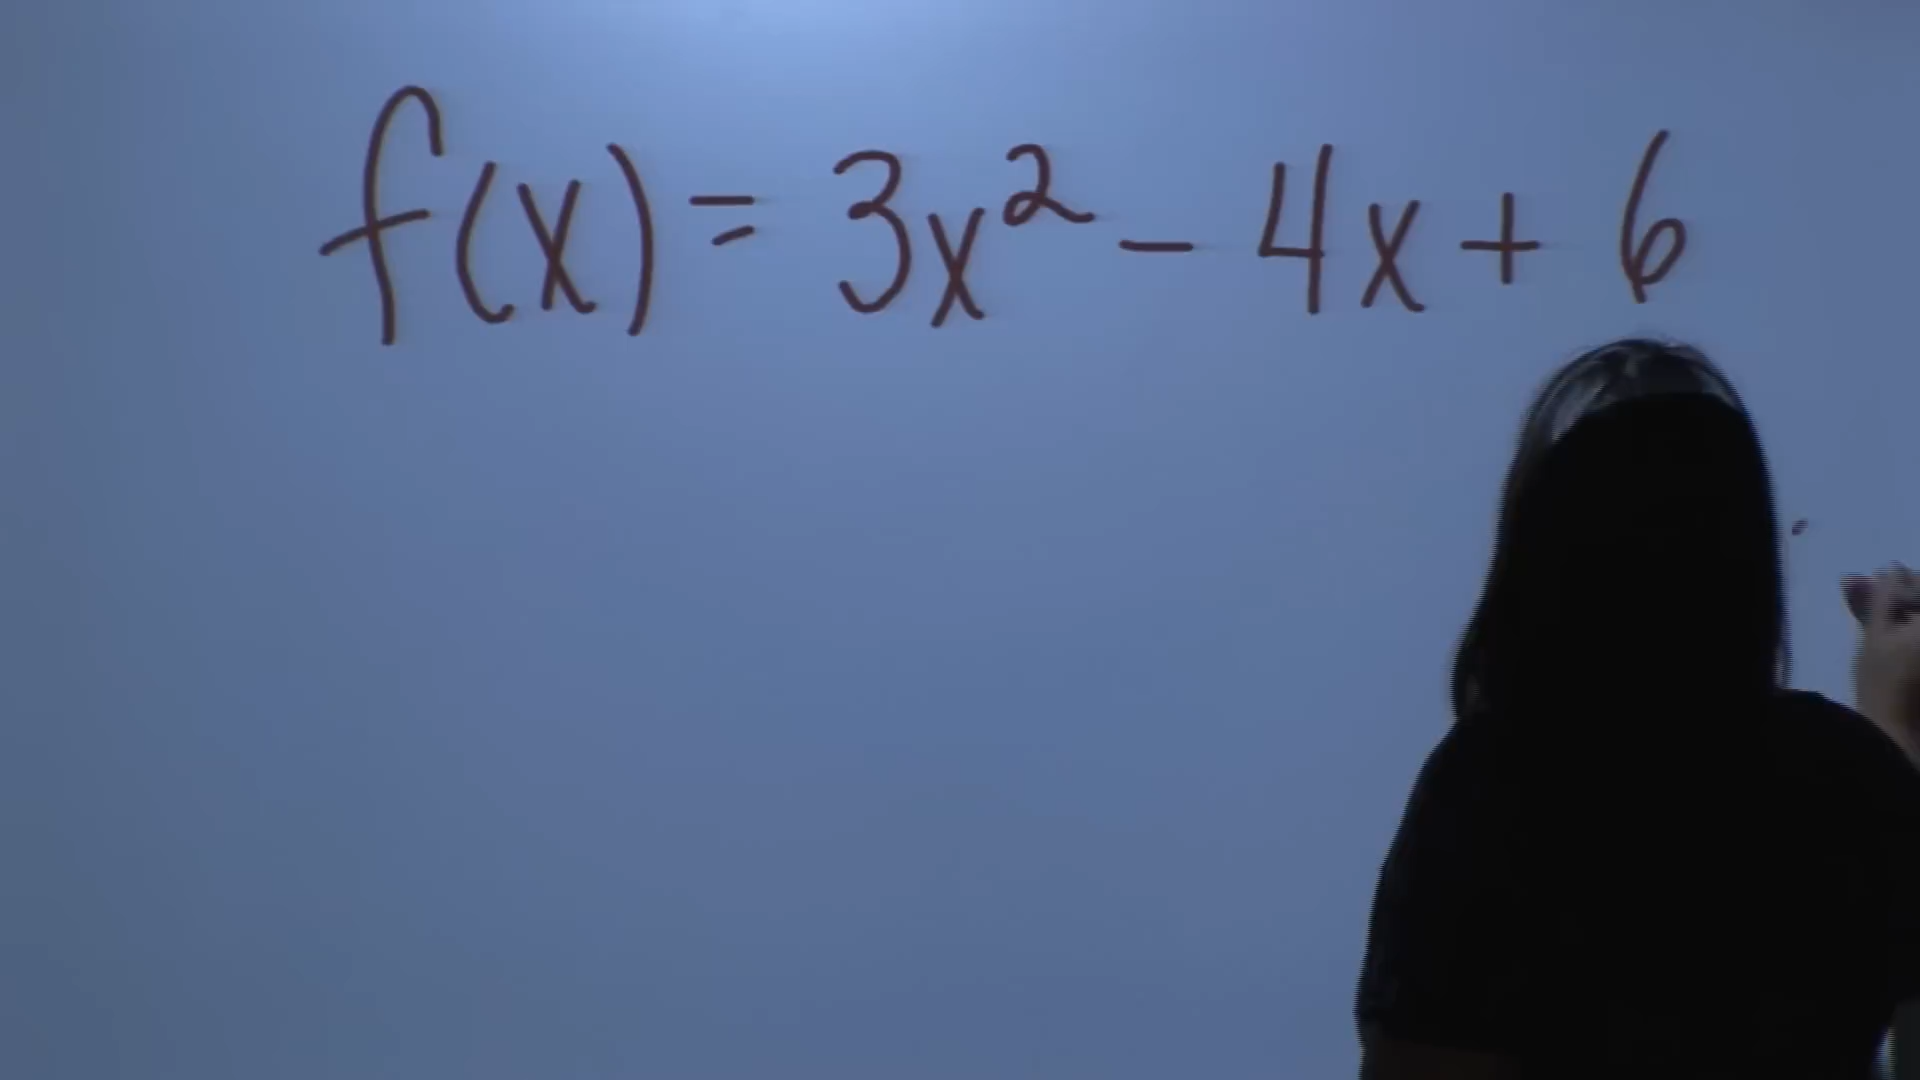 f(x) = 3x² - 4x + 6